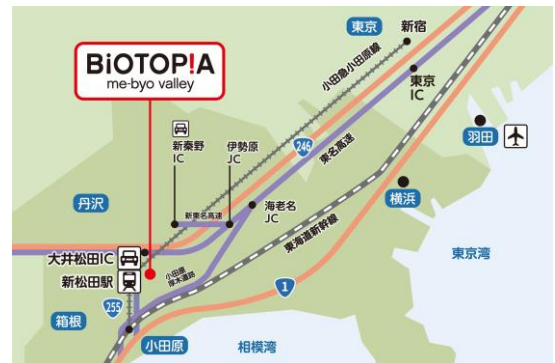 BiOTOP!A
me-byo valley
東京
新宿
小田急小田原線
東京
IC
新秦野
IC
伊勢原
JC
246
東名高速
羽田
丹沢
新東名高速
海老名
JC
横浜
東海道新幹線
東京湾
大井松田IC
新松田駅
小田原
厚木道路
255
1
箱根
小田原
相模湾